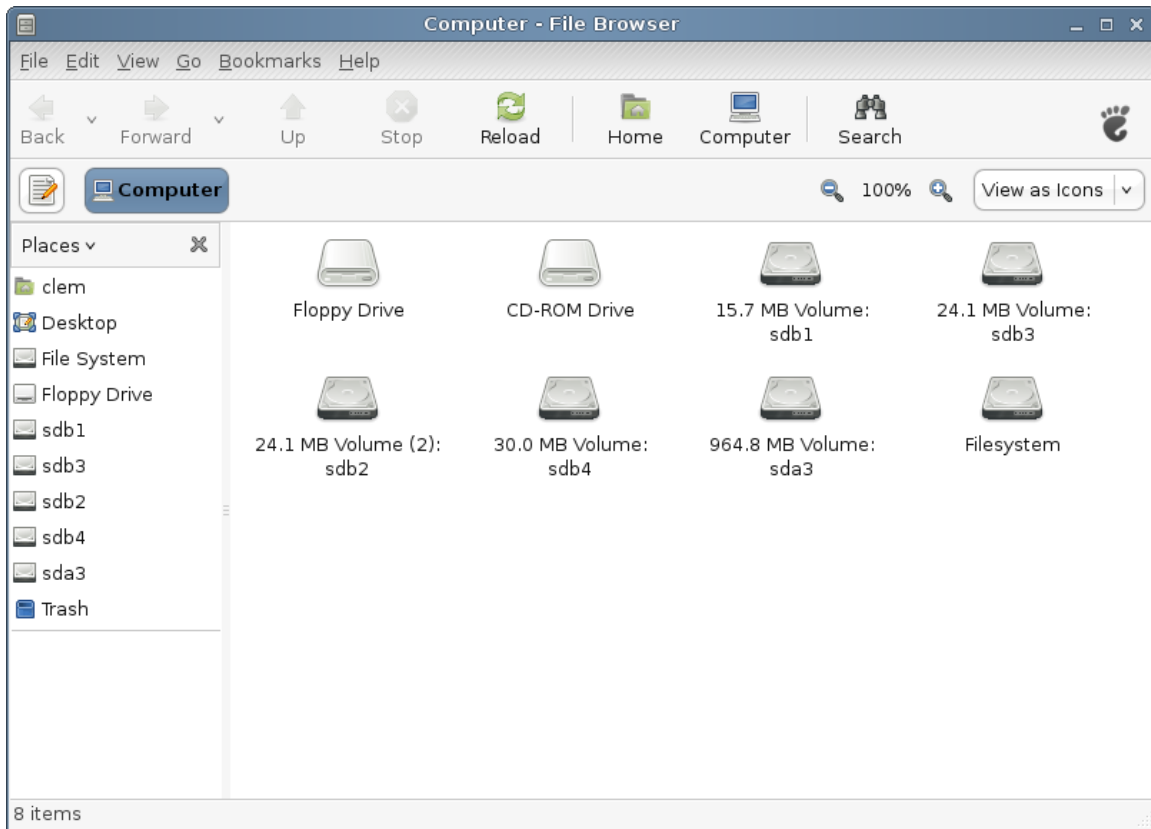 Computer - File Browser
File Edit View Go Bookmarks Help
Back Forward Up Stop Reload Home Computer Search
Computer 100% View as Icons
Places
clem
Desktop
File System
Floppy Drive
sdb1
sdb3
sdb2
sdb4
sda3
Trash
Floppy Drive
CD-ROM Drive
15.7 MB Volume:
sdb1
24.1 MB Volume:
sdb3
24.1 MB Volume (2):
sdb2
30.0 MB Volume:
sdb4
964.8 MB Volume:
sda3
Filesystem
8 items